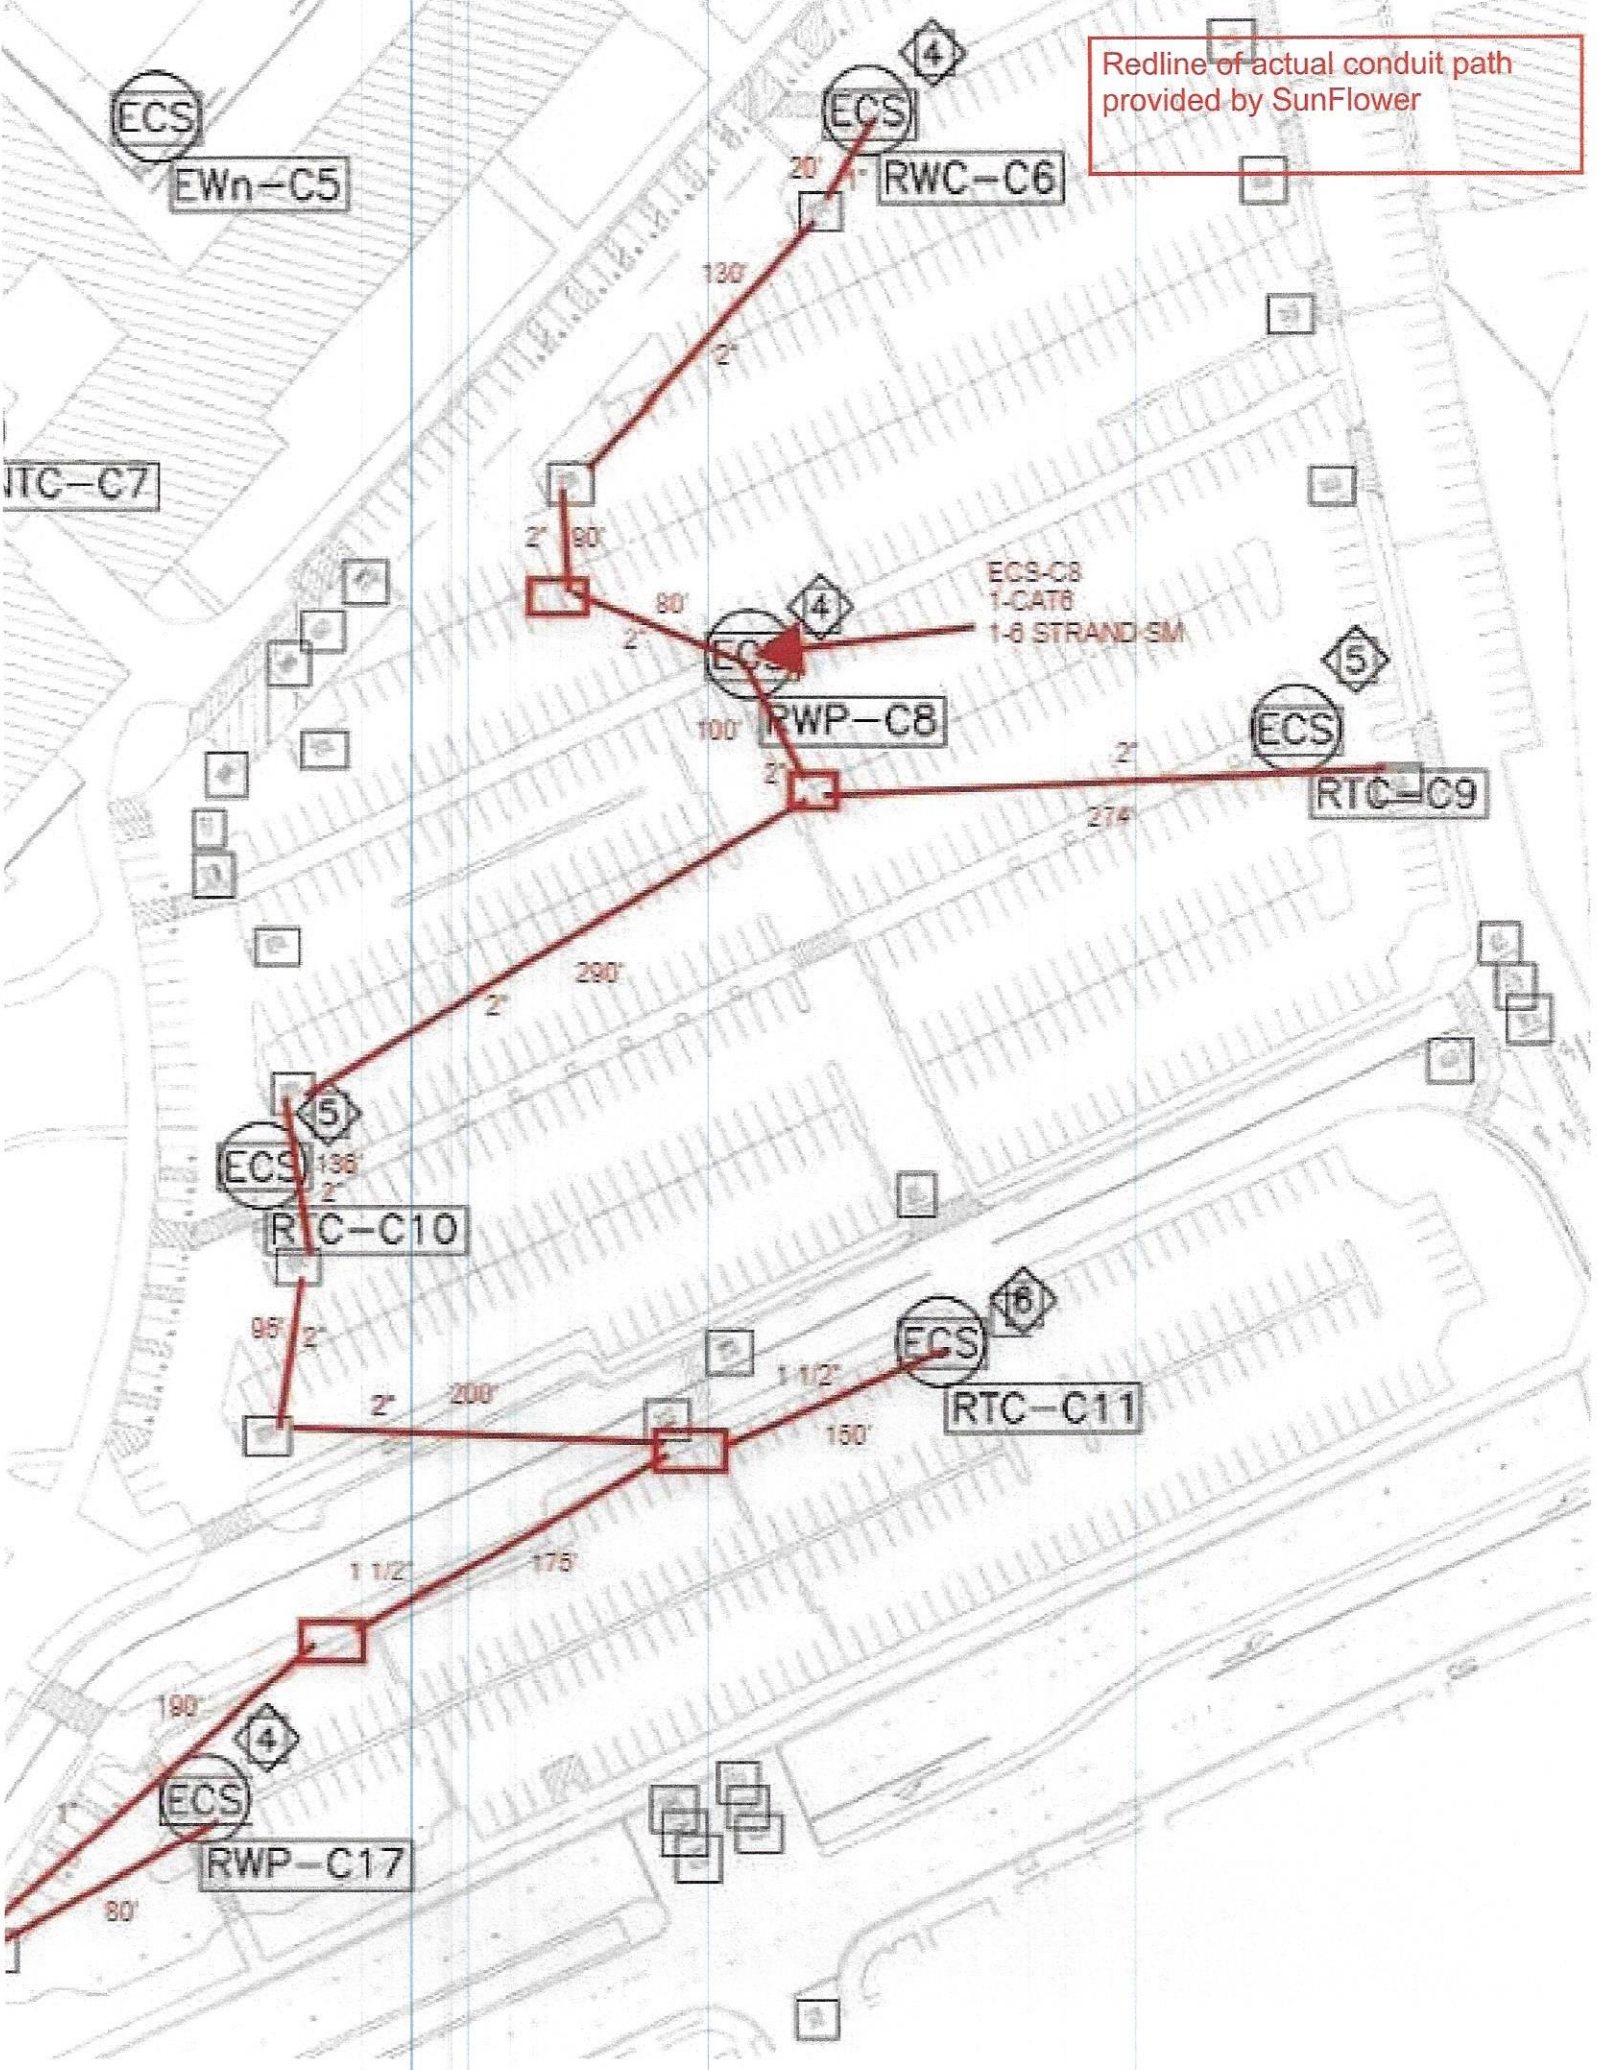 Redline of actual conduit path
provided by SunFlower
4
ECS
RWC-C6
ECS
EWn-C5
20'
1"
130'
2"
NTC-C7
2" 90'
80'
2"
4
ECS
RWP-C8
ECS-C8
1-CAT6
1-6 STRAND SM
5
ECS
RTC-C9
100'
2"
2"
274'
290'
2"
5
ECS
136'
2"
RTC-C10
95' 2"
2" 200'
6
ECS
RTC-C11
1 1/2"
150'
1 1/2"
175'
190'
4
ECS
RWP-C17
1"
80'